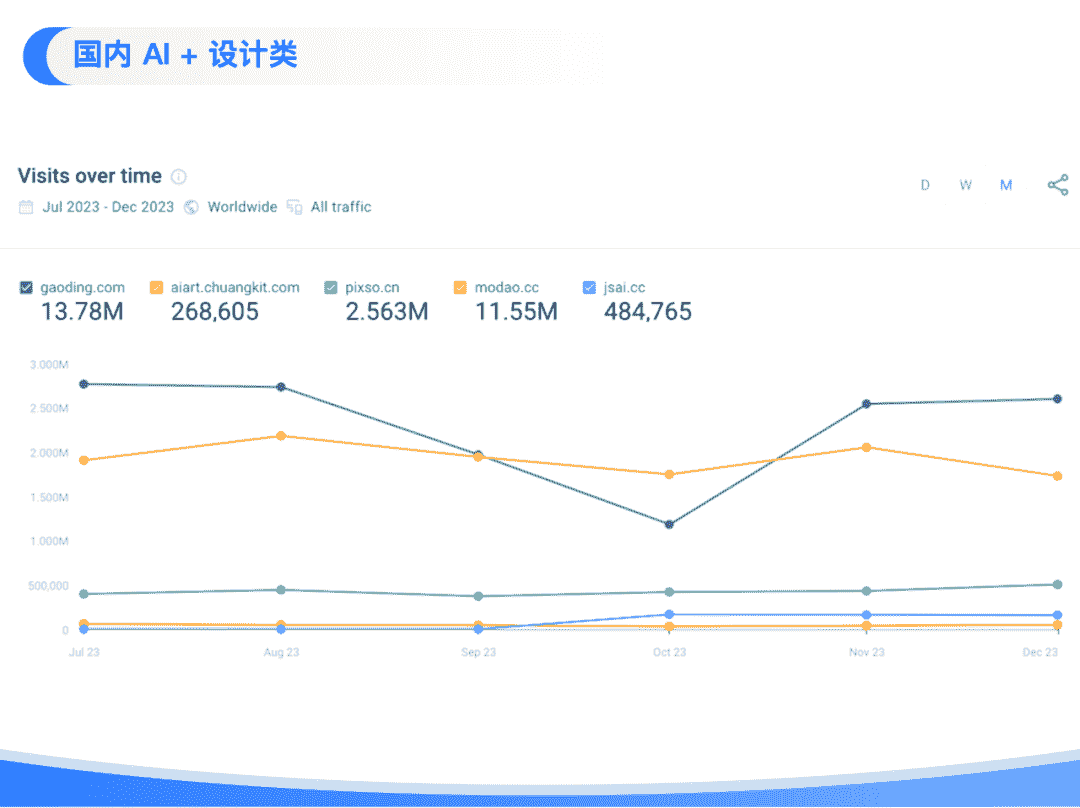 国内 AI + 设计类
Visits over time
D W M
Jul 2023 - Dec 2023 Worldwide All traffic
gaoding.com aiart.chuangkit.com pixso.cn modao.cc jsai.cc
13.78M 268,605 2.563M 11.55M 484,765
3.000M
2.500M
2.000M
1.500M
1.000M
500,000
0
Jul 23 Aug 23 Sep 23 Oct 23 Nov 23 Dec 23